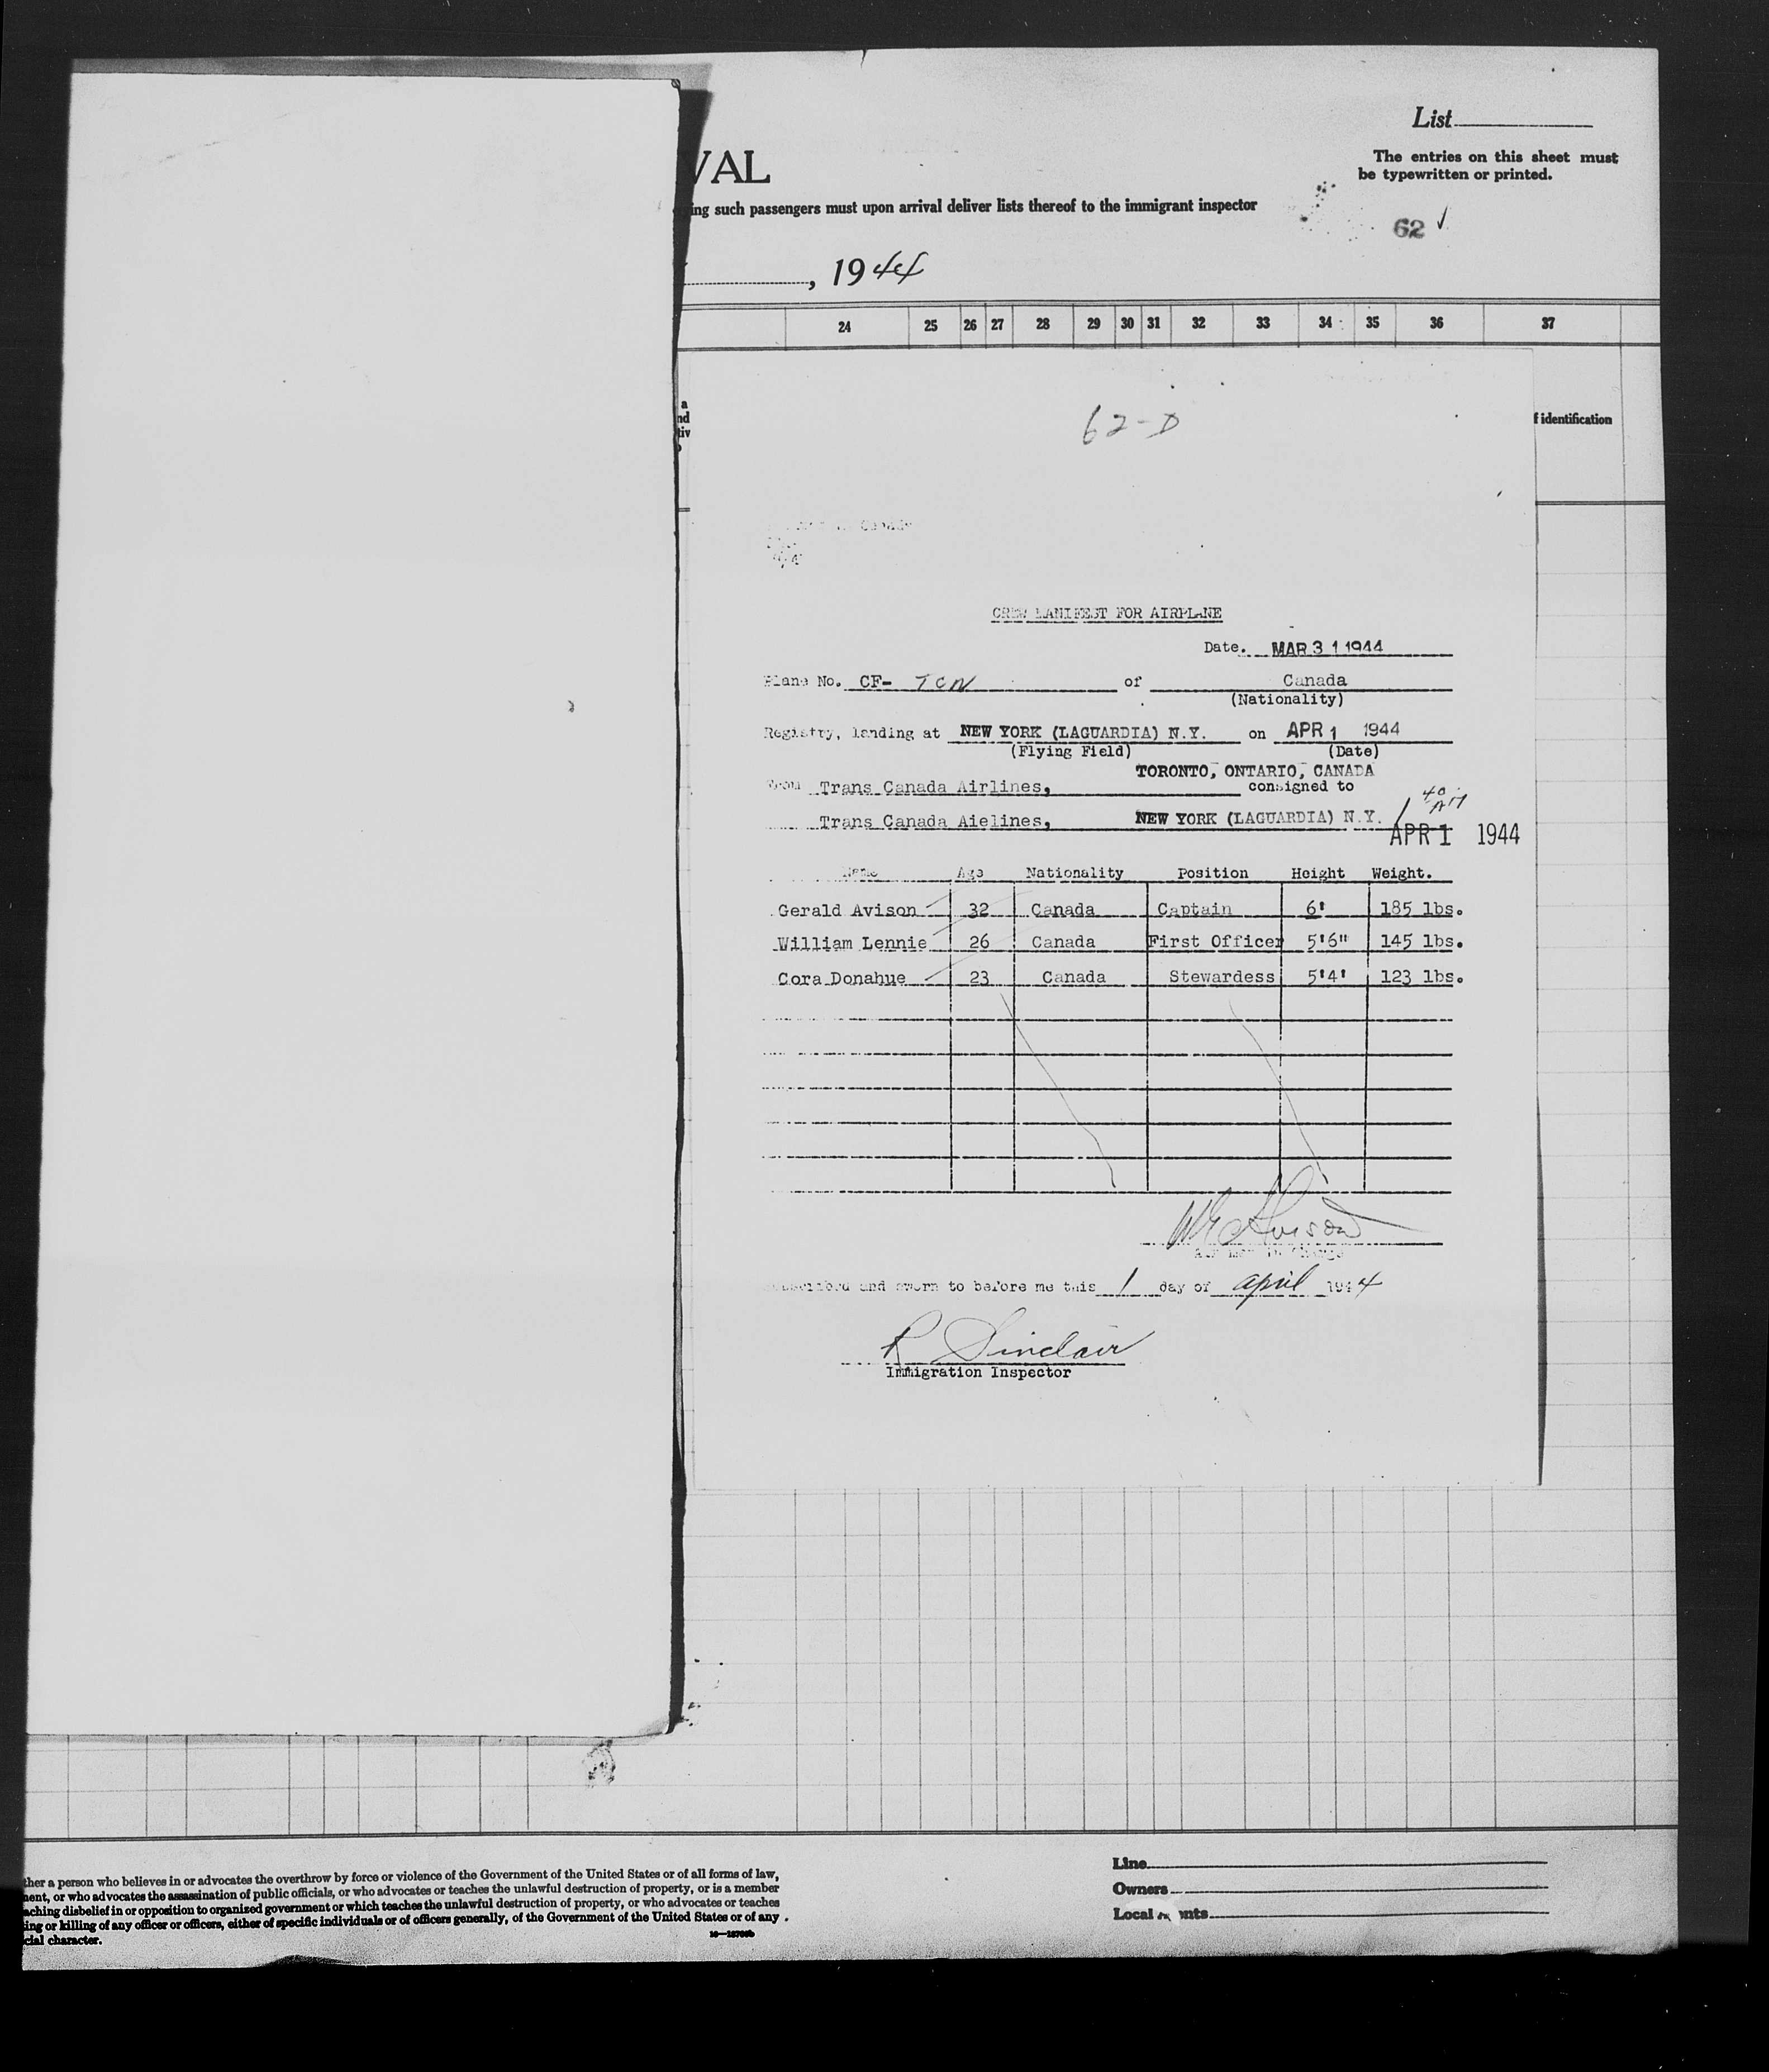 List
VAL
The entries on this sheet must
be typewritten or printed.
ing such passengers must upon arrival deliver lists thereof to the immigrant inspector
62
, 1944
24 25 26 27 28 29 30 31 32 33 34 35 36 37
a
nd
tiv
f identification
62-D
Canada
CREW MANIFEST FOR AIRPLANE
Date. MAR 31 1944
Plane No. CF- TCN of Canada
(Nationality)
Registry, landing at NEW YORK (LAGUARDIA) N.Y. on APR 1 1944
(Flying Field) (Date)
TORONTO, ONTARIO, CANADA
From Trans Canada Airlines, consigned to
Trans Canada Aielines, NEW YORK (LAGUARDIA) N.Y. 1 40 AM
APR 1 1944
Name Age Nationality Position Height Weight.
Gerald Avison 32 Canada Captain 6' 185 lbs.
William Lennie 26 Canada First Officer 5'6" 145 lbs.
Cora Donahue 23 Canada Stewardess 5'4' 123 lbs.
Avison
Subscribed and sworn to before me this 1 day of april 1944
R Sinclair
Immigration Inspector
ther a person who believes in or advocates the overthrow by force or violence of the Government of the United States or of all forms of law,
ment, or who advocates the assassination of public officials, or who advocates or teaches the unlawful destruction of property, or is a member
aching disbelief in or opposition to organized government or which teaches the unlawful destruction of property, or who advocates or teaches
ing or killing of any officer or officers, either of specific individuals or of officers generally, of the Government of the United States or of any
cial character.
Line
Owners
Local